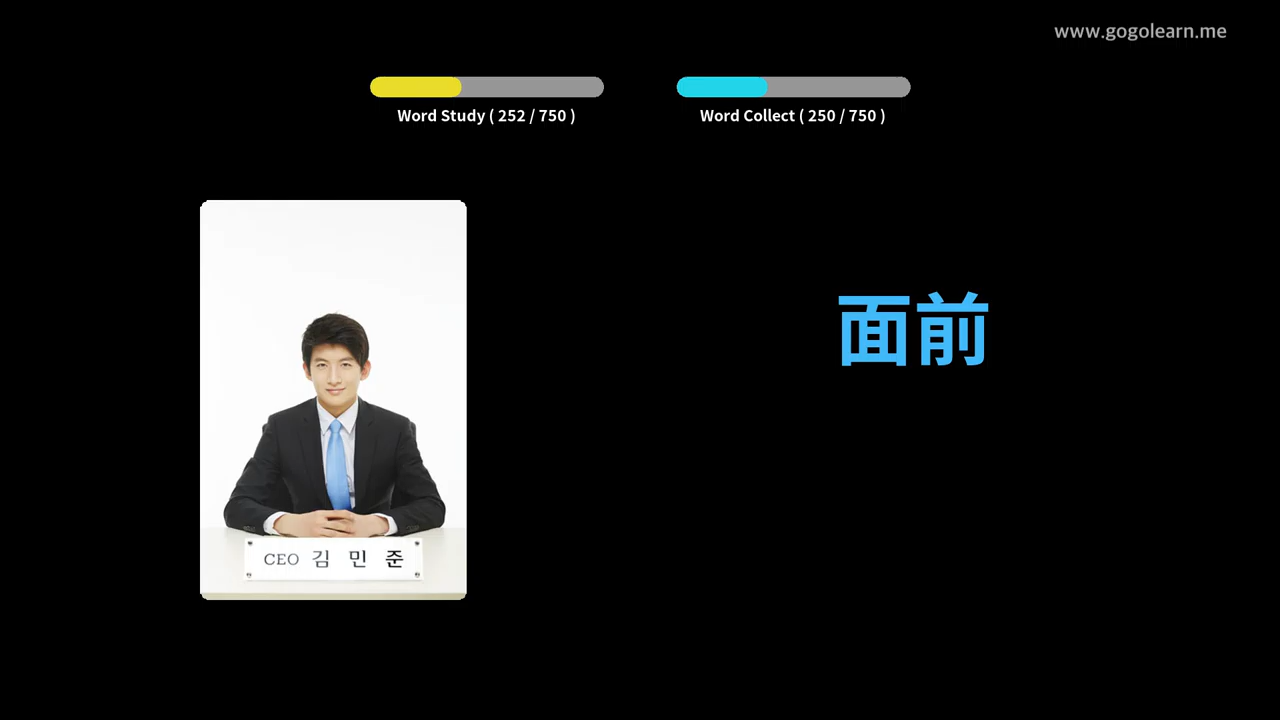 www.gogolearn.me
Word Study ( 252 / 750 )
Word Collect ( 250 / 750 )
面前
CEO 김 민 준